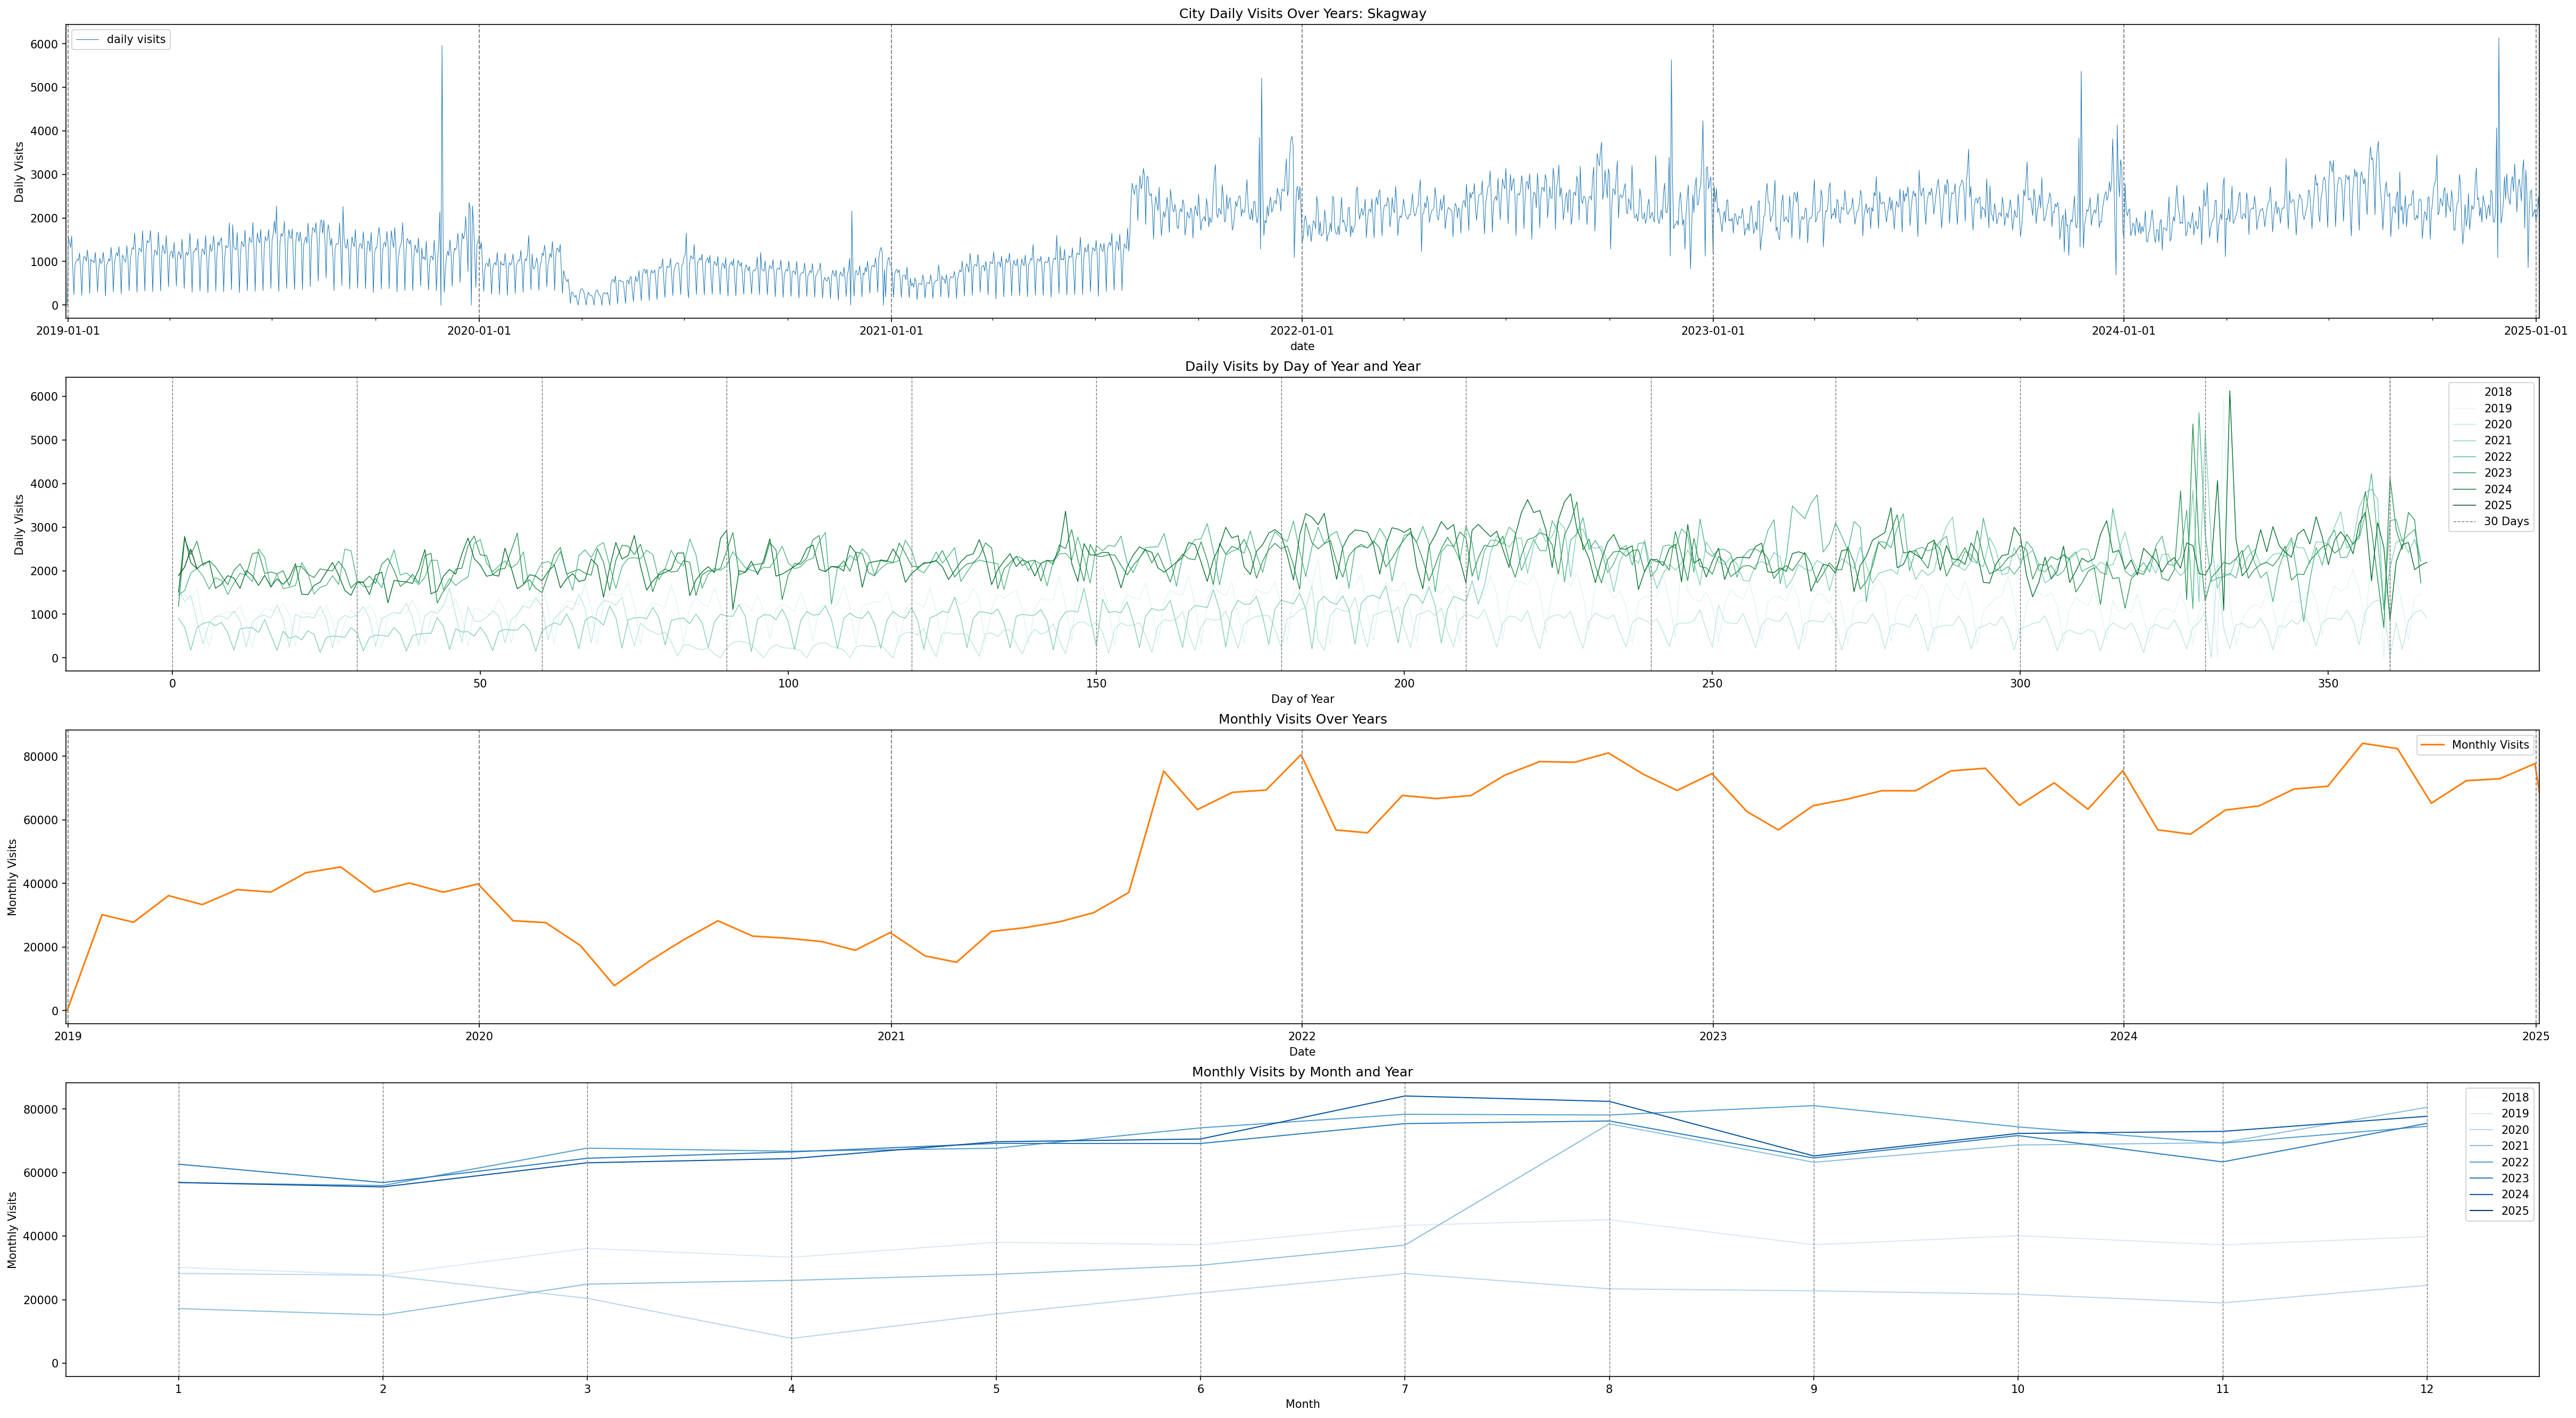 City Daily Visits Over Years: Skagway
daily visits
Daily Visits
6000
5000
4000
3000
2000
1000
0
2019-01-01 2020-01-01 2021-01-01 2022-01-01 2023-01-01 2024-01-01 2025-01-01
date
Daily Visits by Day of Year and Year
Daily Visits
6000
5000
4000
3000
2000
1000
0
2018
2019
2020
2021
2022
2023
2024
2025
30 Days
0 50 100 150 200 250 300 350
Day of Year
Monthly Visits Over Years
Monthly Visits
Monthly Visits
80000
60000
40000
20000
0
2019 2020 2021 2022 2023 2024 2025
Date
Monthly Visits by Month and Year
Monthly Visits
80000
60000
40000
20000
0
2018
2019
2020
2021
2022
2023
2024
2025
1 2 3 4 5 6 7 8 9 10 11 12
Month